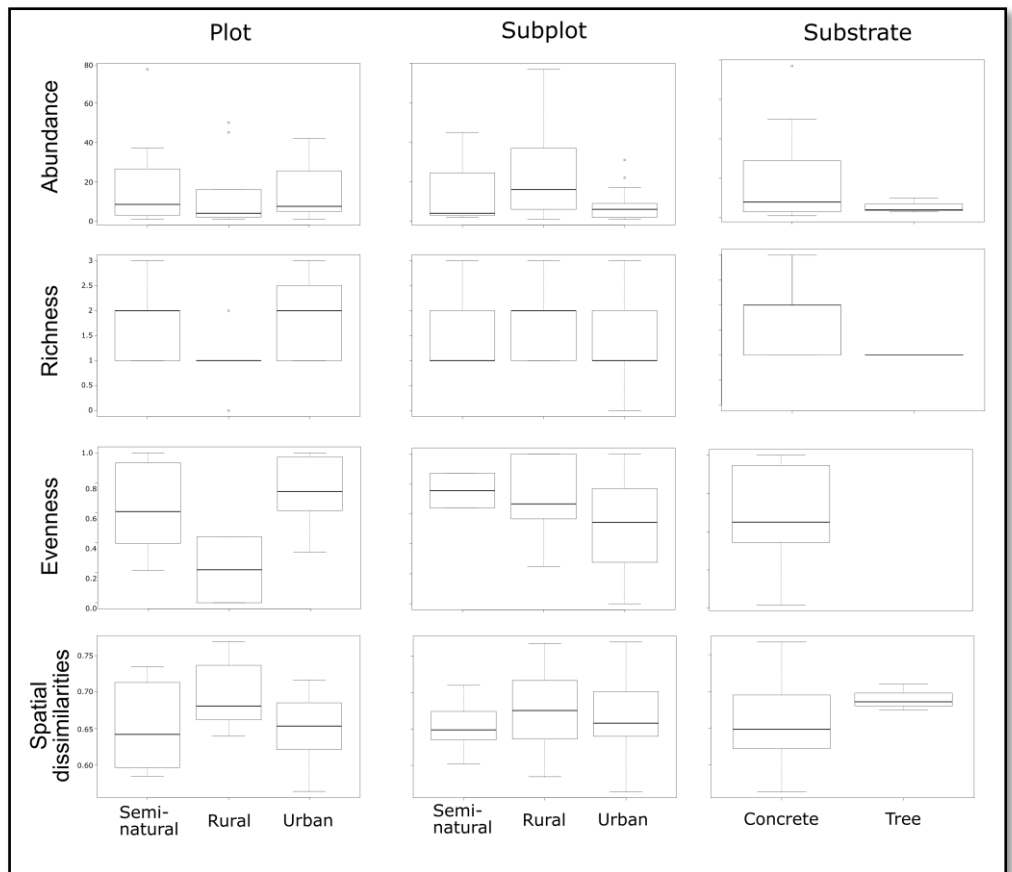 Plot Subplot Substrate
Abundance
80
60
40
20
0
Richness
3
2.5
2
1.5
1
0.5
0
Evenness
1.0
0.8
0.6
0.4
0.2
0.0
Spatial
dissimilarities
0.75
0.70
0.65
0.60
Semi-
natural Rural Urban
Semi-
natural Rural Urban
Concrete Tree